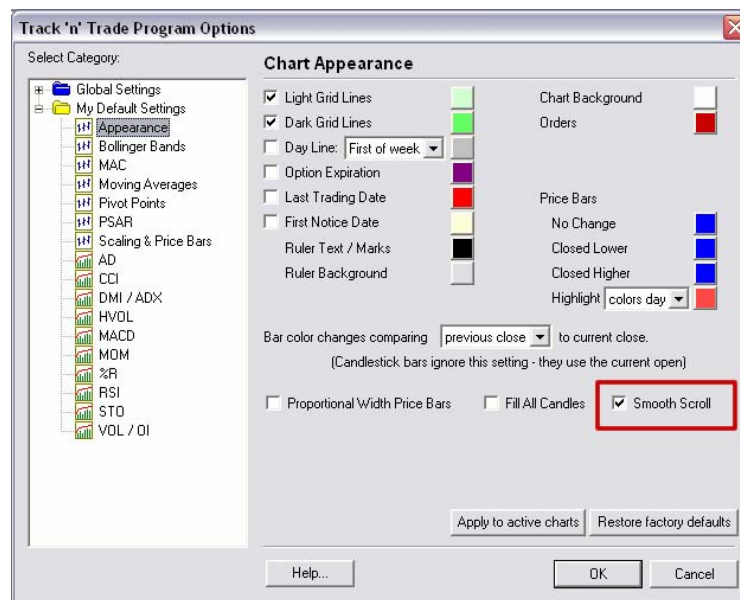 Track 'n' Trade Program Options
Select Category:
Global Settings
My Default Settings
Appearance
Bollinger Bands
MAC
Moving Averages
Pivot Points
PSAR
Scaling & Price Bars
AD
CCI
DMI / ADX
HVOL
MACD
MOM
%R
RSI
STO
VOL / OI
Chart Appearance
Light Grid Lines
Chart Background
Dark Grid Lines
Orders
Day Line: First of week
Option Expiration
Last Trading Date
Price Bars
First Notice Date
No Change
Ruler Text / Marks
Closed Lower
Ruler Background
Closed Higher
Highlight colors day
Bar color changes comparing previous close to current close.
(Candlestick bars ignore this setting - they use the current open)
Proportional Width Price Bars Fill All Candles Smooth Scroll
Apply to active charts Restore factory defaults
Help... OK Cancel